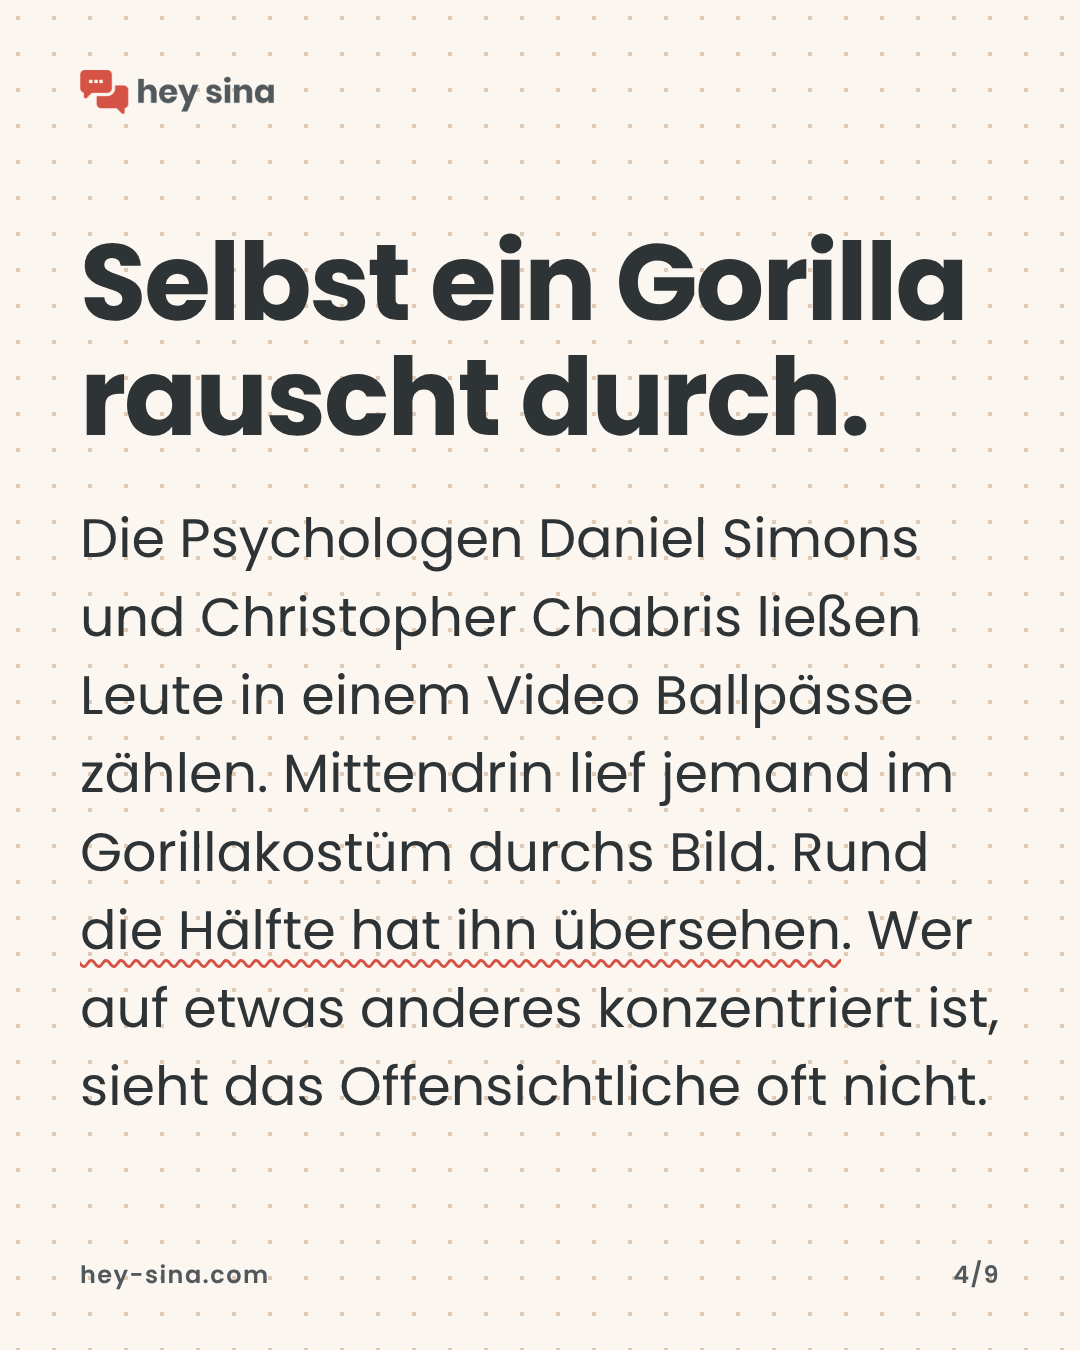 hey sina
Selbst ein Gorilla
rauscht durch.
Die Psychologen Daniel Simons
und Christopher Chabris ließen
Leute in einem Video Ballpässe
zählen. Mittendrin lief jemand im
Gorillakostüm durchs Bild. Rund
die Hälfte hat ihn übersehen. Wer
auf etwas anderes konzentriert ist,
sieht das Offensichtliche oft nicht.
hey-sina.com
4/9